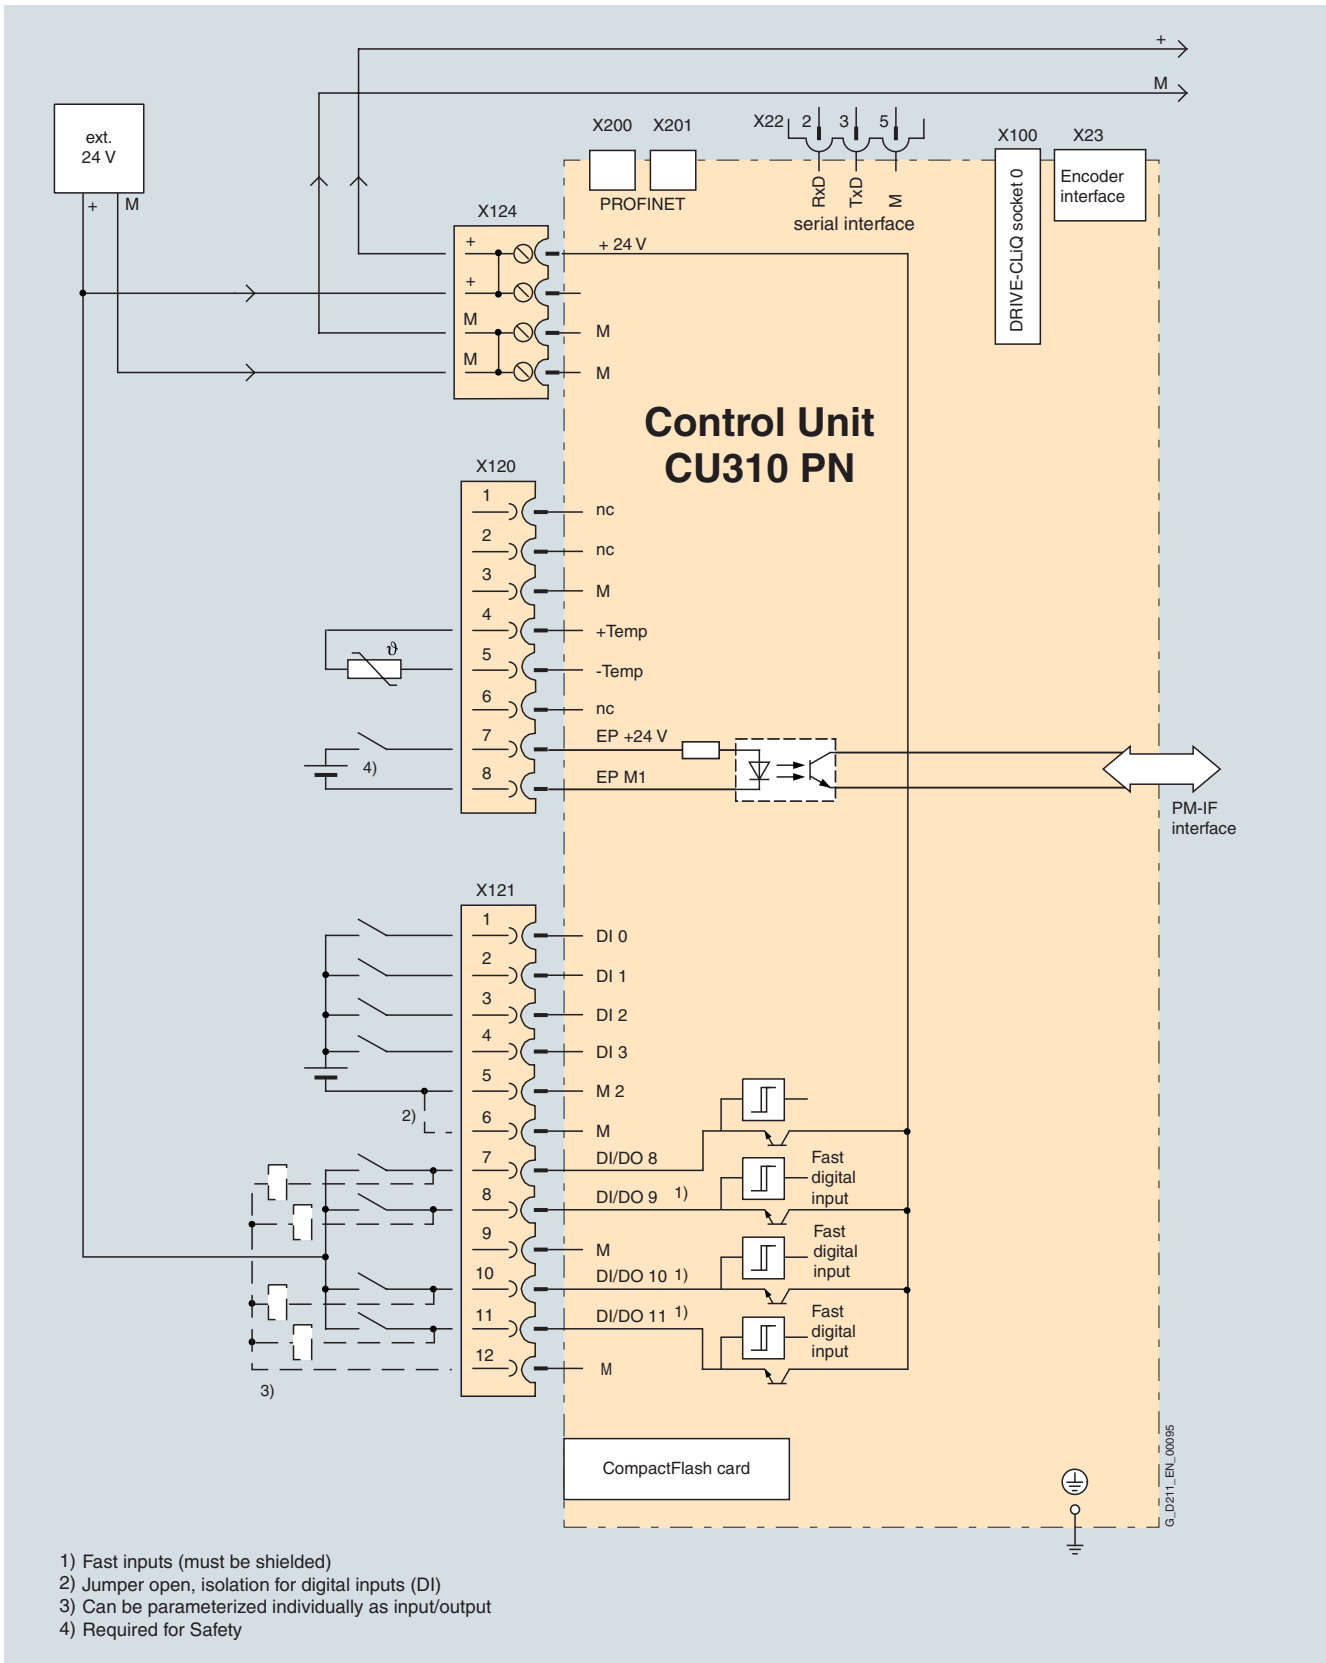 +
M
ext.
24 V
+ M
X200 X201
PROFINET
X22 2 3 5
RxD
TxD
M
serial interface
X100
DRIVE-CLiQ socket 0
X23
Encoder
interface
X124
+ + 24 V
+
M M
M M
Control Unit
CU310 PN
X120
1 nc
2 nc
3 M
4 +Temp
ϑ
5 -Temp
6 nc
7 EP +24 V
4)
8 EP M1
PM-IF
interface
X121
1 DI 0
2 DI 1
3 DI 2
4 DI 3
5 M 2
2)
6 M
7 DI/DO 8
Fast
digital
input
8 DI/DO 9 1)
9 M
Fast
digital
input
10 DI/DO 10 1)
11 DI/DO 11 1)
Fast
digital
input
12 M
3)
CompactFlash card
G_D211_EN_00095
1) Fast inputs (must be shielded)
2) Jumper open, isolation for digital inputs (DI)
3) Can be parameterized individually as input/output
4) Required for Safety